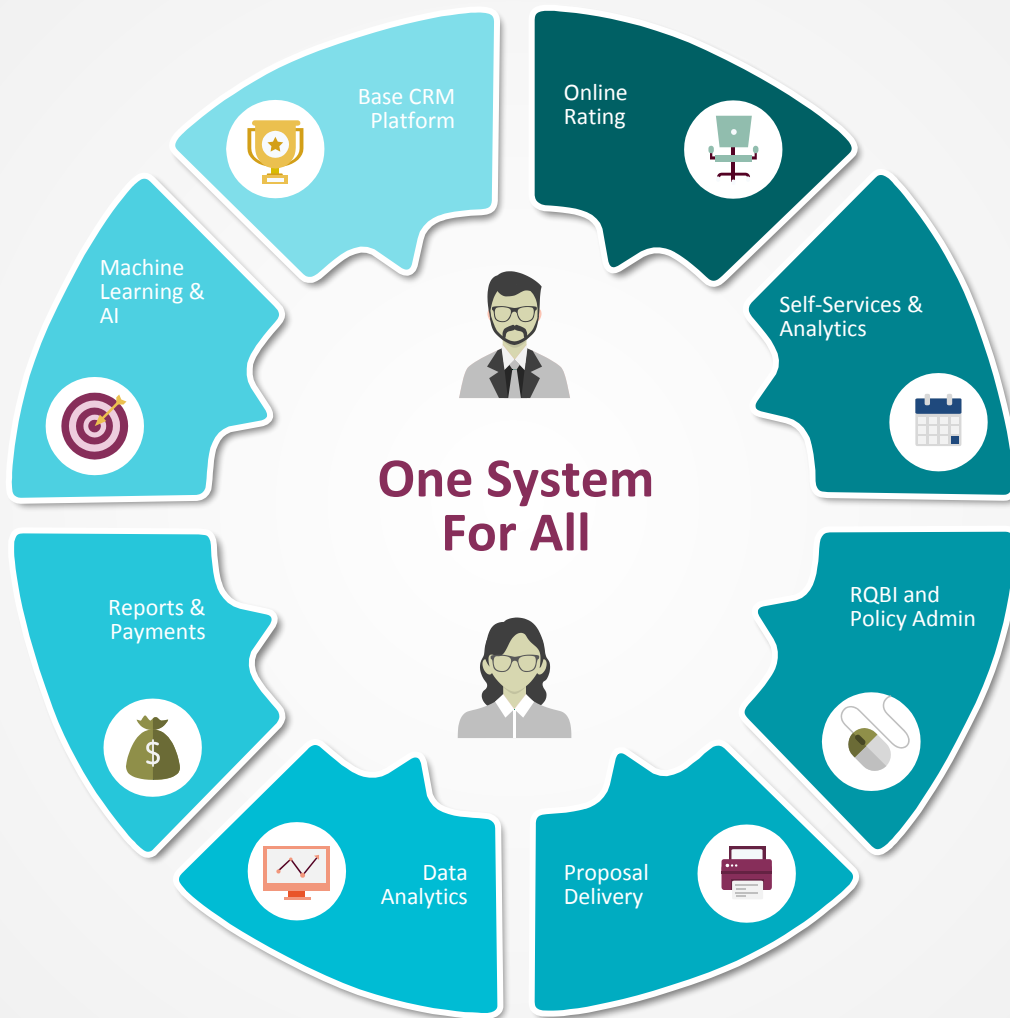 Base CRM
Platform
Online
Rating
Machine
Learning &
AI
Self-Services &
Analytics
One System
For All
Reports &
Payments
$
RQBI and
Policy Admin
Data
Analytics
Proposal
Delivery